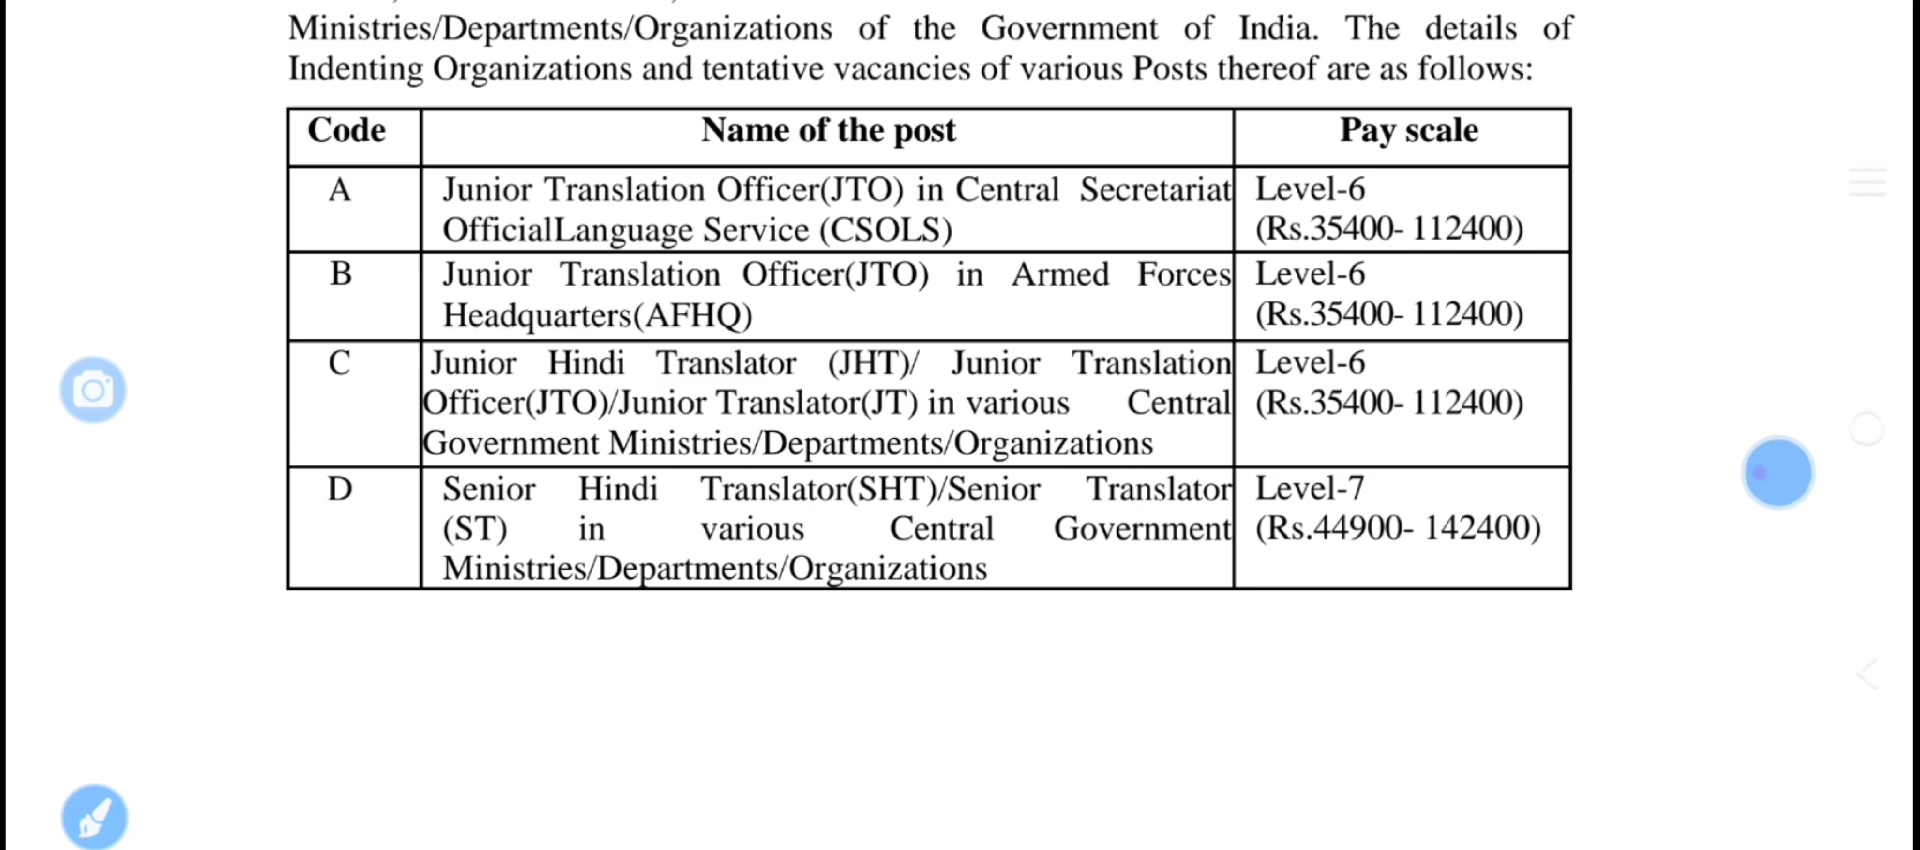 Ministries/Departments/Organizations of the Government of India. The details of
Indenting Organizations and tentative vacancies of various Posts thereof are as follows:
Code Name of the post Pay scale
A Junior Translation Officer(JTO) in Central Secretariat Level-6
OfficialLanguage Service (CSOLS) (Rs.35400- 112400)
B Junior Translation Officer(JTO) in Armed Forces Level-6
Headquarters(AFHQ) (Rs.35400- 112400)
C Junior Hindi Translator (JHT)/ Junior Translation Level-6
Officer(JTO)/Junior Translator(JT) in various Central (Rs.35400- 112400)
Government Ministries/Departments/Organizations
D Senior Hindi Translator(SHT)/Senior Translator Level-7
(ST) in various Central Government (Rs.44900- 142400)
Ministries/Departments/Organizations